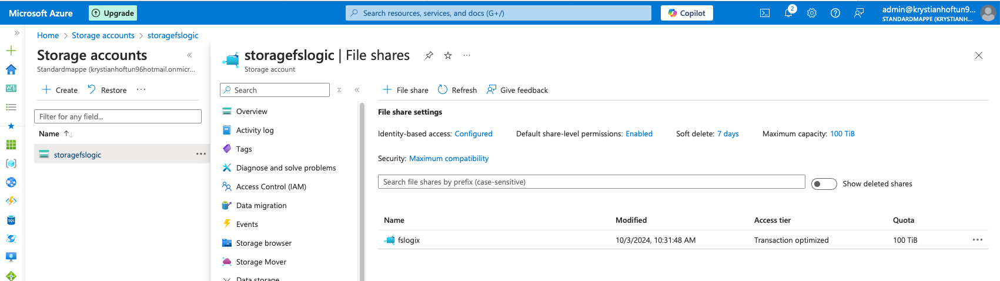 Microsoft Azure
Upgrade
Search resources, services, and docs (G+/)
Copilot
2
admin@krystianhoftun9...
STANDARDMAPPE (KRYSTIANH...
Home > Storage accounts > storagefslogic
Storage accounts
Standardmappe (krystianhoftun96hotmail.onmicr...
Create
Restore
Filter for any field...
Name
storagefslogic
storagefslogic | File shares
Storage account
Search
Overview
Activity log
Tags
Diagnose and solve problems
Access Control (IAM)
Data migration
Events
Storage browser
Storage Mover
Data storage
SQL
File share
Refresh
Give feedback
File share settings
Identity-based access: Configured
Default share-level permissions: Enabled
Soft delete: 7 days
Maximum capacity: 100 TiB
Security: Maximum compatibility
Search file shares by prefix (case-sensitive)
Show deleted shares
Name Modified Access tier Quota
fslogix 10/3/2024, 10:31:48 AM Transaction optimized 100 TiB